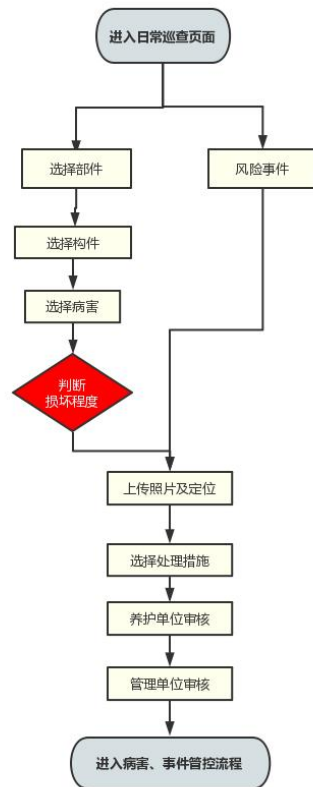 进入日常巡查页面
选择部件
风险事件
选择构件
选择病害
判断
损坏程度
上传照片及定位
选择处理措施
养护单位审核
管理单位审核
进入病害、事件管控流程